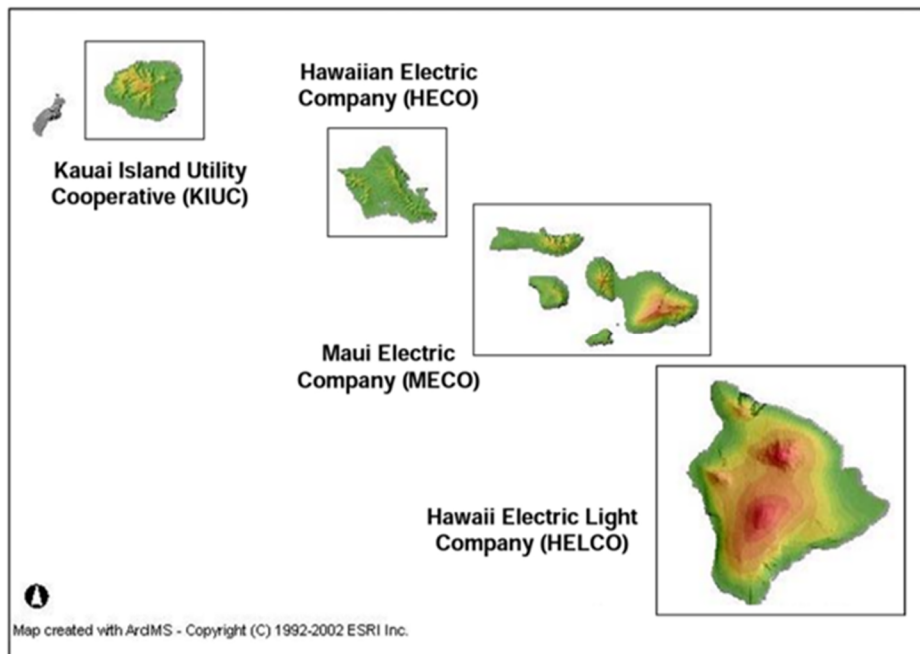 Hawaiian Electric
Company (HECO)
Kauai Island Utility
Cooperative (KIUC)
Maui Electric
Company (MECO)
Hawaii Electric Light
Company (HELCO)
Map created with ArcIMS - Copyright (C) 1992-2002 ESRI Inc.